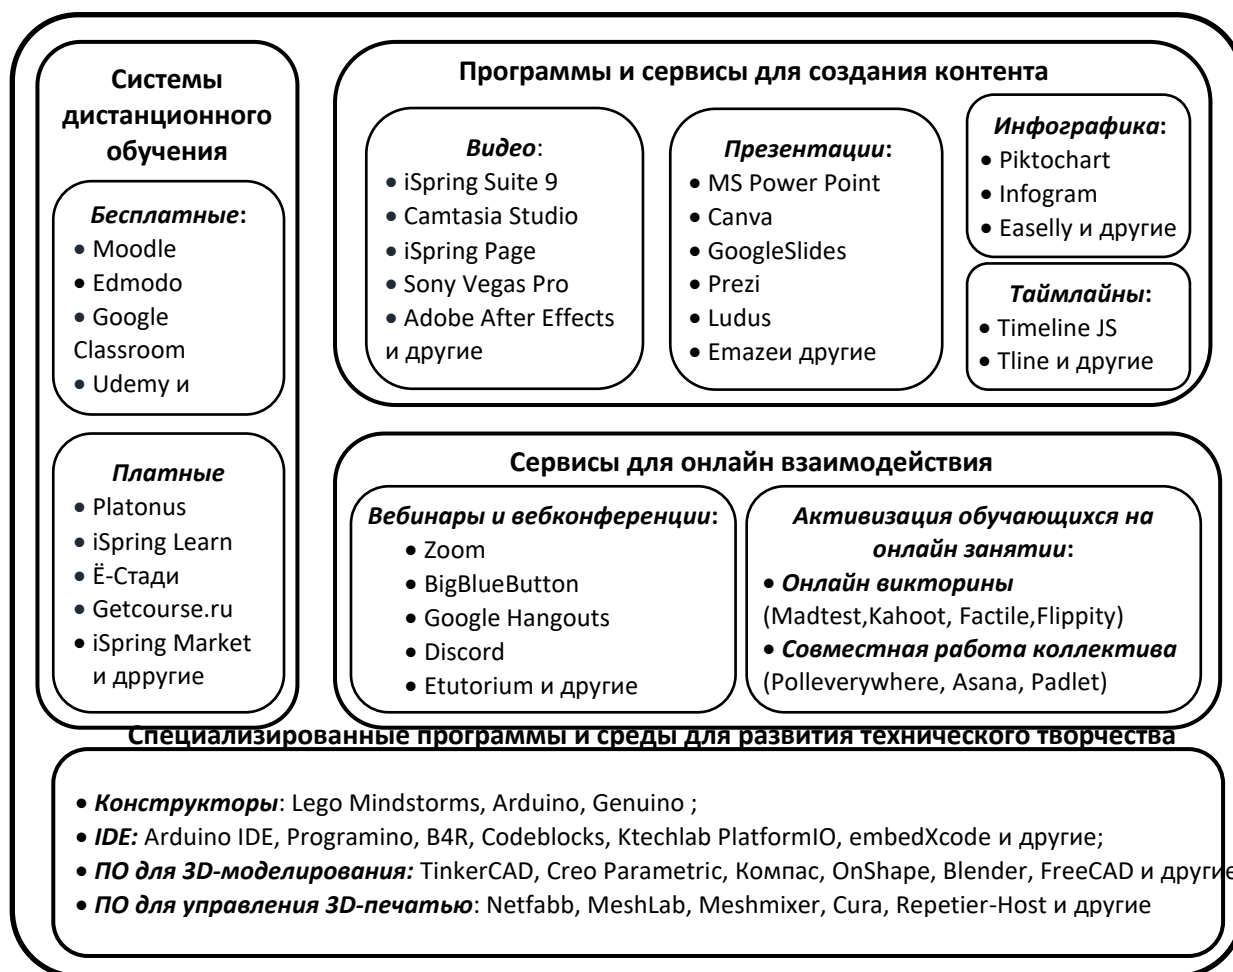 Системы
дистанционного
обучения
Бесплатные:
• Moodle
• Edmodo
• Google
Classroom
• Udemy и
Платные
• Platonus
• iSpring Learn
• Ё-Стади
• Getcourse.ru
• iSpring Market
и дрругие
Программы и сервисы для создания контента
Видео:
• iSpring Suite 9
• Camtasia Studio
• iSpring Page
• Sony Vegas Pro
• Adobe After Effects
и другие
Презентации:
• MS Power Point
• Canva
• GoogleSlides
• Prezi
• Ludus
• Emazeи другие
Инфографика:
• Piktochart
• Infogram
• Easelly и другие
Таймлайны:
• Timeline JS
• Tline и другие
Сервисы для онлайн взаимодействия
Вебинары и вебконференции:
• Zoom
• BigBlueButton
• Google Hangouts
• Discord
• Etutorium и другие
Активизация обучающихся на
онлайн занятии:
• Онлайн викторины
(Madtest,Kahoot, Factile,Flippity)
• Совместная работа коллектива
(Polleverywhere, Asana, Padlet)
Специализированные программы и среды для развития технического творчества
• Конструкторы: Lego Mindstorms, Arduino, Genuino ;
• IDE: Arduino IDE, Programino, B4R, Codeblocks, Ktechlab PlatformIO, embedXcode и другие;
• ПО для 3D-моделирования: TinkerCAD, Creo Parametric, Компас, OnShape, Blender, FreeCAD и другие
• ПО для управления 3D-печатью: Netfabb, MeshLab, Meshmixer, Cura, Repetier-Host и другие